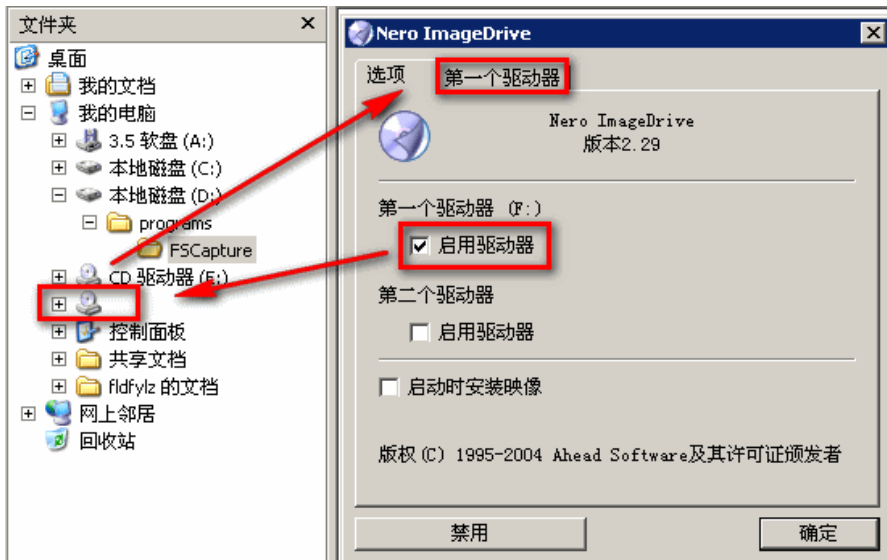 文件夹
桌面
我的文档
我的电脑
3.5 软盘 (A:)
本地磁盘 (C:)
本地磁盘 (D:)
programs
FSCapture
CD 驱动器 (E:)
控制面板
共享文档
fldfylz 的文档
网上邻居
回收站
Nero ImageDrive
选项
第一个驱动器
Nero ImageDrive
版本2.29
第一个驱动器 (F:)
启用驱动器
第二个驱动器
启用驱动器
启动时安装映像
版权(C) 1995-2004 Ahead Software及其许可证颁发者
禁用
确定